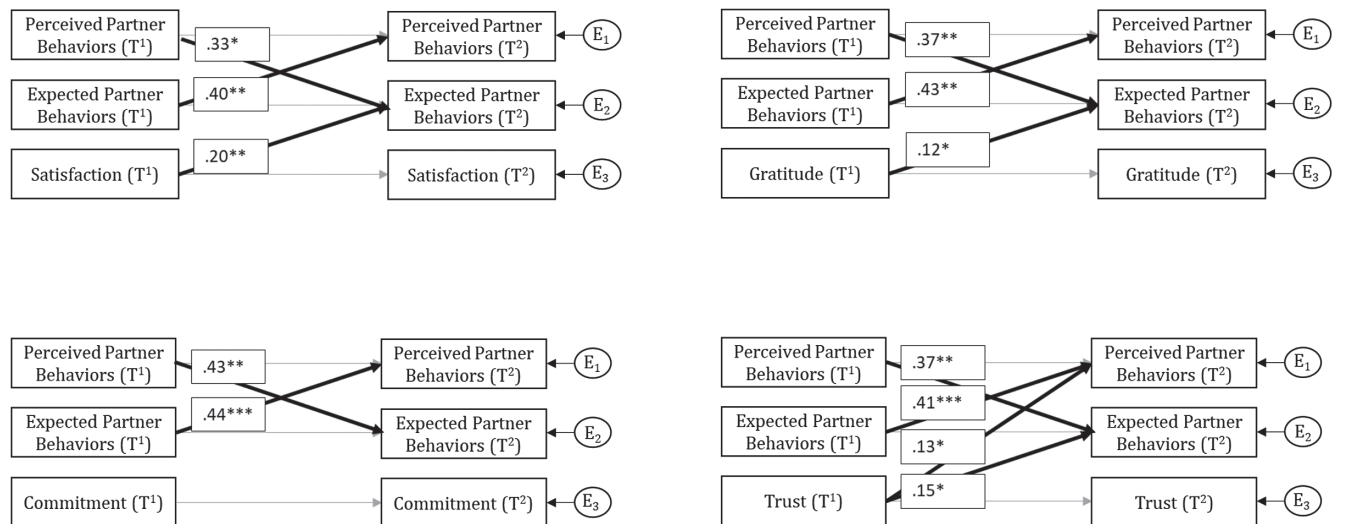 Perceived Partner
Behaviors (T¹)
Expected Partner
Behaviors (T¹)
Satisfaction (T¹)
.33*
.40**
.20**
Perceived Partner
Behaviors (T²)
Expected Partner
Behaviors (T²)
Satisfaction (T²)
E₁
E₂
E₃
Perceived Partner
Behaviors (T¹)
Expected Partner
Behaviors (T¹)
Gratitude (T¹)
.37**
.43**
.12*
Perceived Partner
Behaviors (T²)
Expected Partner
Behaviors (T²)
Gratitude (T²)
E₁
E₂
E₃
Perceived Partner
Behaviors (T¹)
Expected Partner
Behaviors (T¹)
Commitment (T¹)
.43**
.44***
Perceived Partner
Behaviors (T²)
Expected Partner
Behaviors (T²)
Commitment (T²)
E₁
E₂
E₃
Perceived Partner
Behaviors (T¹)
Expected Partner
Behaviors (T¹)
Trust (T¹)
.37**
.41***
.13*
.15*
Perceived Partner
Behaviors (T²)
Expected Partner
Behaviors (T²)
Trust (T²)
E₁
E₂
E₃